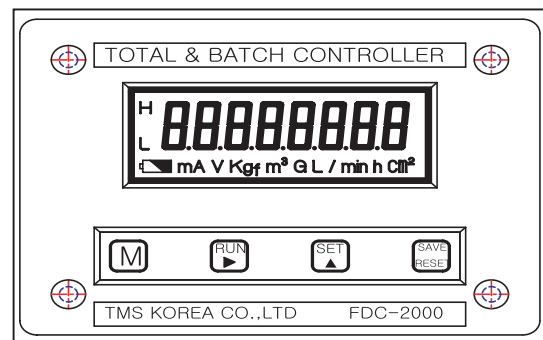 TOTAL & BATCH CONTROLLER
H
8.8.8.8.8.8.8.8
L
mA V Kgf m³ G L / min h cm²
M RUN SET SAVE
RESET
TMS KOREA CO.,LTD FDC-2000